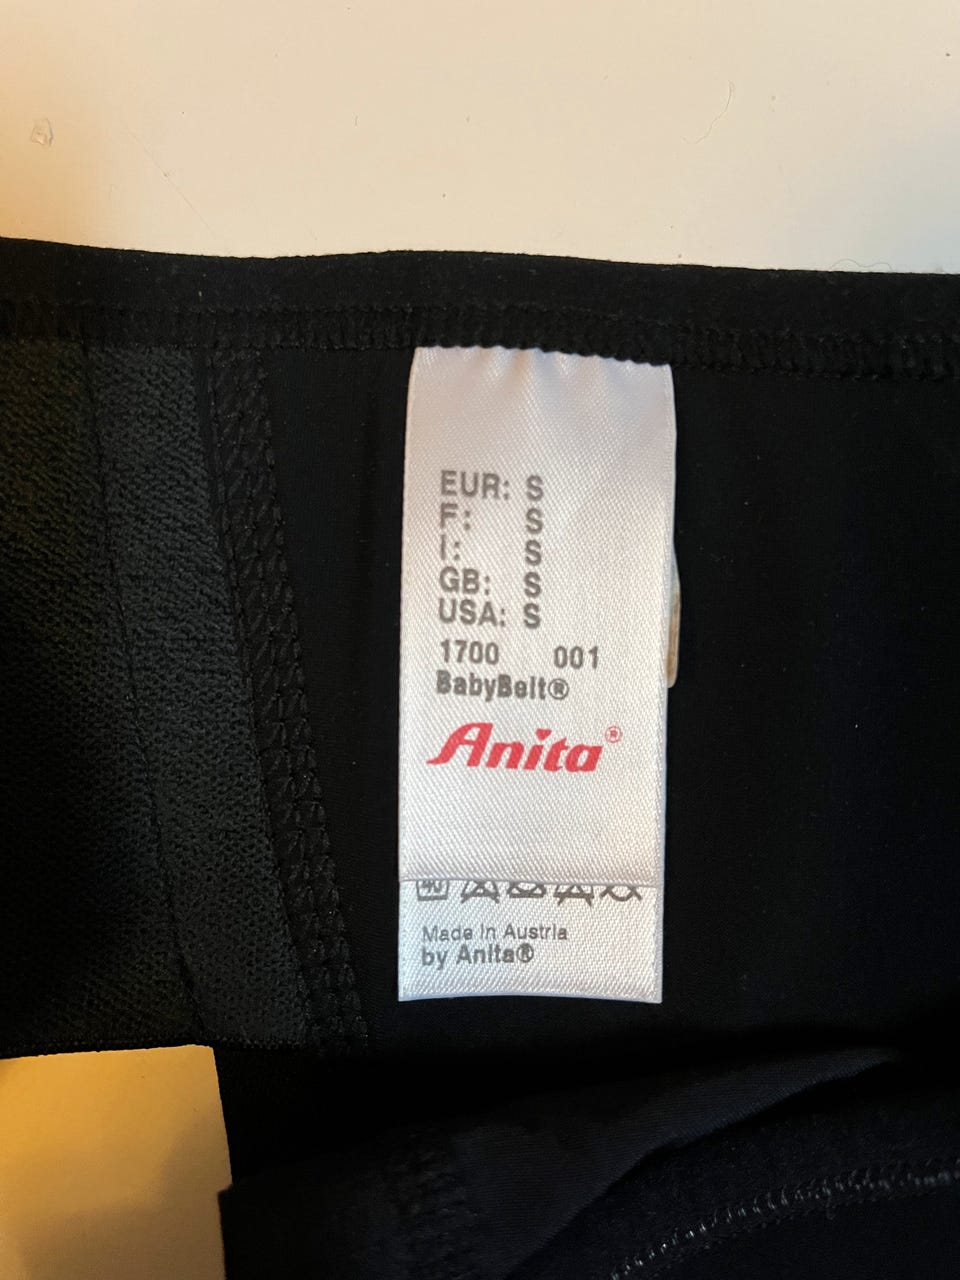 EUR: S
F: S
I: S
GB: S
USA: S
1700 001
BabyBelt®
Anita®
Made in Austria
by Anita®